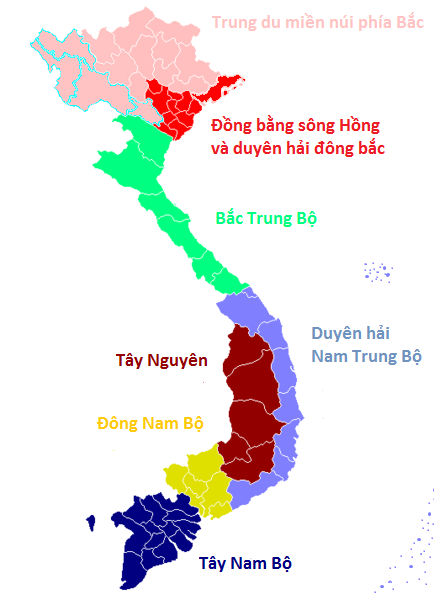 Trung du miền núi phía Bắc
Đồng bằng sông Hồng
và duyên hải đông bắc
Bắc Trung Bộ
Duyên hải
Nam Trung Bộ
Tây Nguyên
Đông Nam Bộ
Tây Nam Bộ